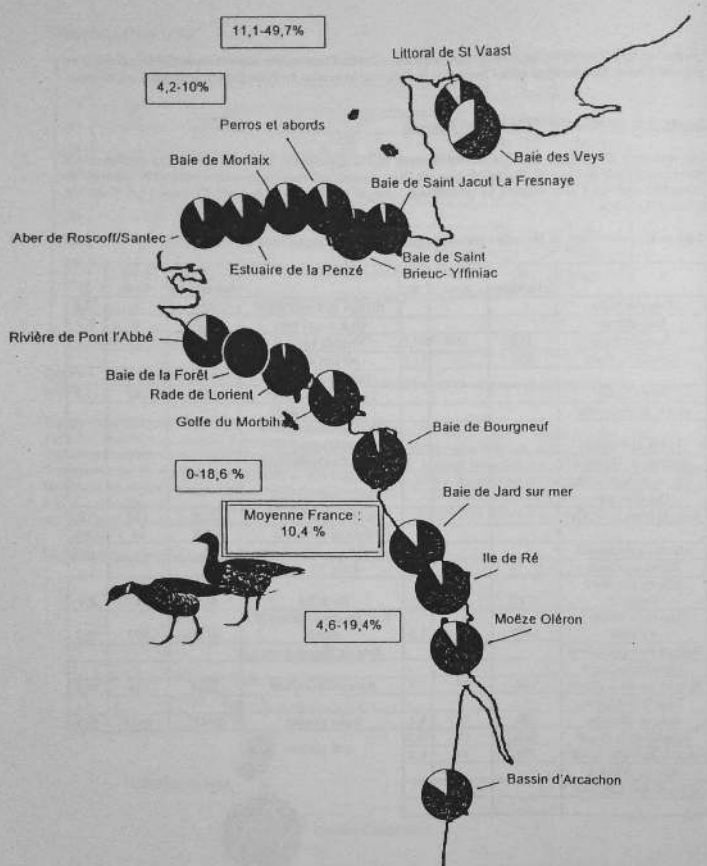 11,1-49,7%
Littoral de St Vaast
4,2-10%
Perros et abords
Baie des Veys
Baie de Morlaix
Baie de Saint Jacut La Fresnaye
Aber de Roscoff/Santec
Estuaire de la Penzé
Baie de Saint
Brieuc-Yffiniac
Rivière de Pont l'Abbé
Baie de la Forêt
Rade de Lorient
Golfe du Morbih
Baie de Bourgneuf
0-18,6 %
Baie de Jard sur mer
Moyenne France :
10,4 %
Ile de Ré
4,6-19,4%
Moëze Oléron
Bassin d'Arcachon